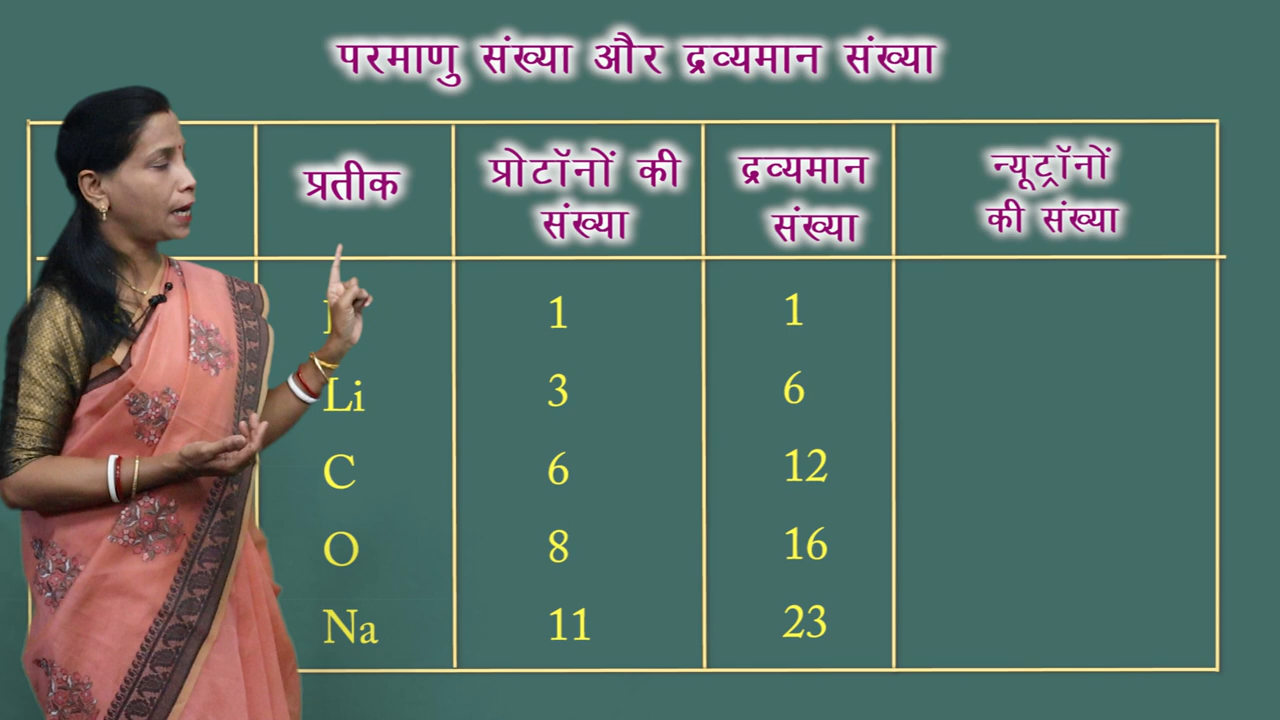 परमाणु संख्या और द्रव्यमान संख्या
प्रतीक
प्रोटॉनों की
संख्या
द्रव्यमान
संख्या
न्यूट्रॉनों
की संख्या
1 1
Li 3 6
C 6 12
O 8 16
Na 11 23